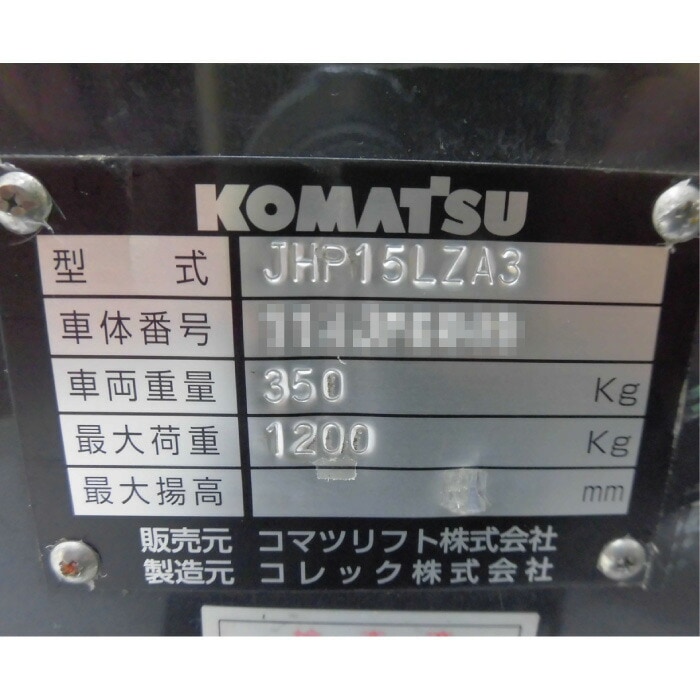 KOMATSU
型 式 JHP15LZA3
車体番号
車両重量 350 Kg
最大荷重 1200 Kg
最大揚高 mm
販売元 コマツリフト株式会社
製造元 コレック株式会社